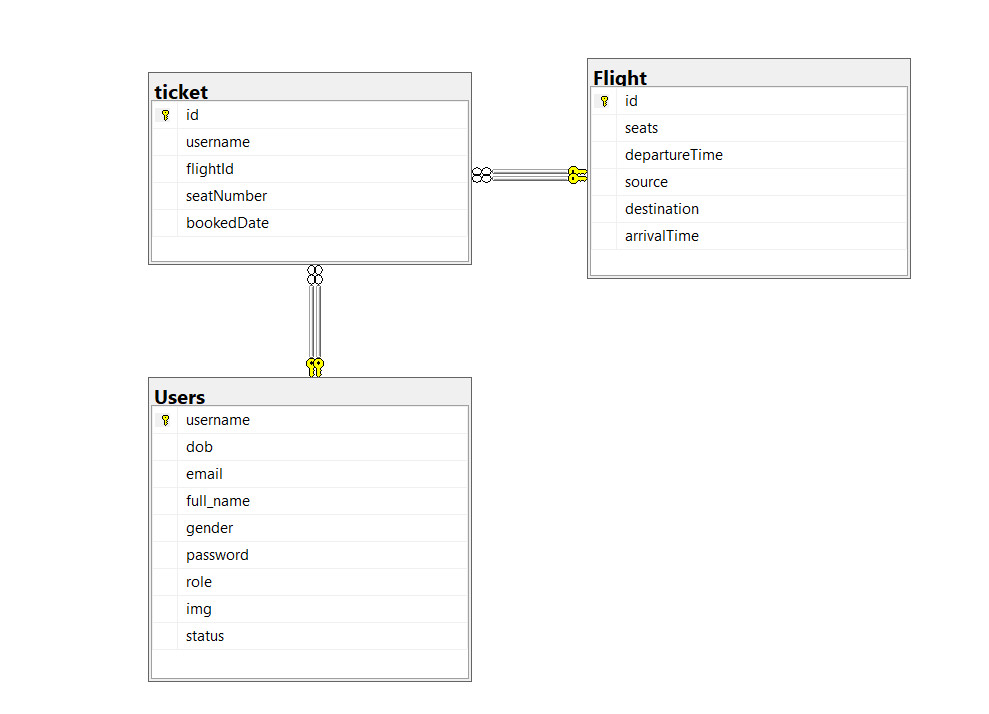 ticket
id
username
flightId
seatNumber
bookedDate
Flight
id
seats
departureTime
source
destination
arrivalTime
Users
username
dob
email
full_name
gender
password
role
img
status